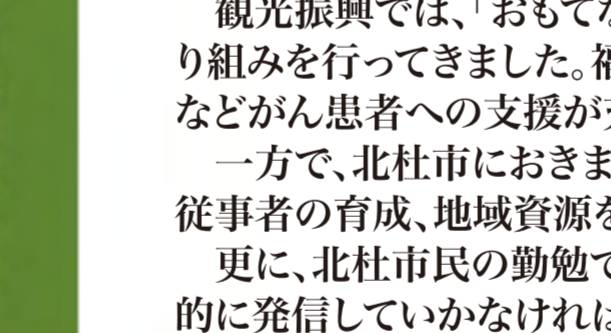 観光振興では、「おもてな
り組みを行ってきました。福
などがん患者への支援が
一方で、北杜市におきま
従事者の育成、地域資源を
更に、北杜市民の勤勉で
的に発信していかなければ